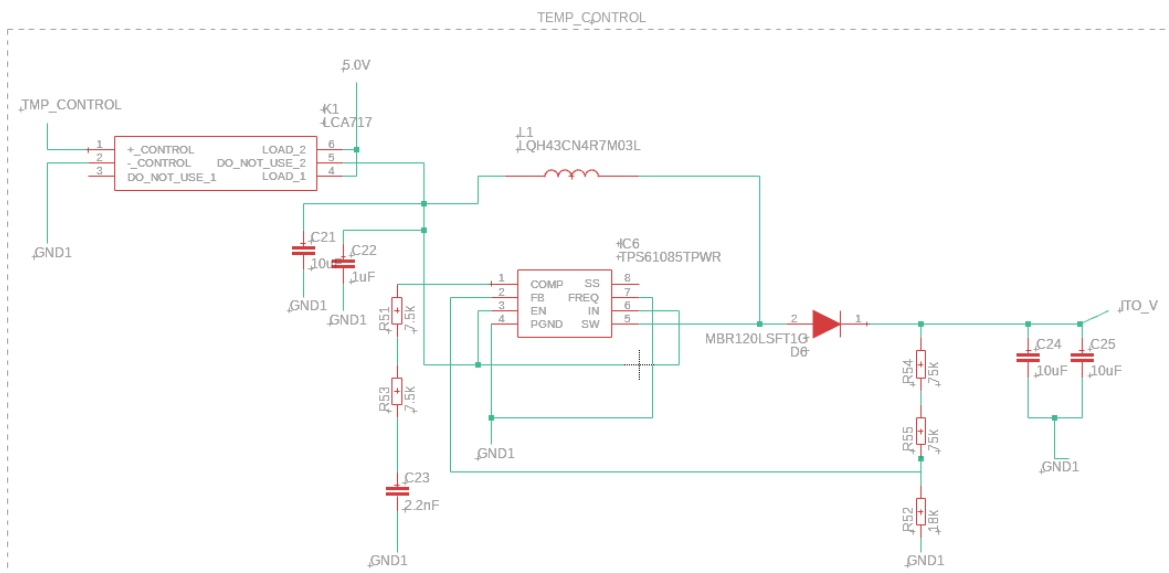 TEMP_CONTROL
5.0V
TMP_CONTROL
K1
LCA717
1
+_CONTROL
LOAD_2
6
2
-_CONTROL
DO_NOT_USE_2
5
3
DO_NOT_USE_1
LOAD_1
4
GND1
L1
LQH43CN4R7M03L
C21
10uF
C22
1uF
GND1
GND1
IC6
TPS61085TPWR
1
COMP
SS
8
2
FB
FREQ
7
3
EN
IN
6
4
PGND
SW
5
R51
7.5k
R53
7.5k
C23
2.2nF
GND1
GND1
2
1
MBR120LSFT1G
D6
ITO_V
R54
75k
R55
75k
R52
18k
GND1
C24
10uF
C25
10uF
GND1